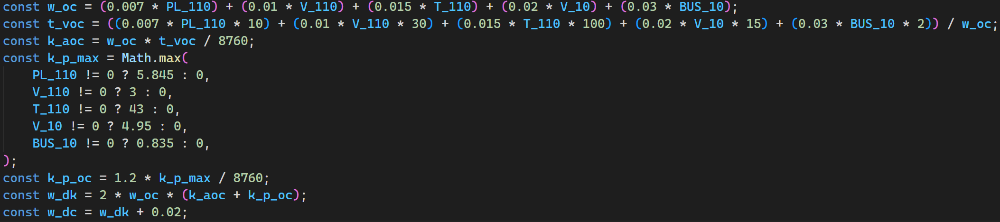 const w_oc = (0.007 * PL_110) + (0.01 * V_110) + (0.015 * T_110) + (0.02 * V_10) + (0.03 * BUS_10);
const t_voc = ((0.007 * PL_110 * 10) + (0.01 * V_110 * 30) + (0.015 * T_110 * 100) + (0.02 * V_10 * 15) + (0.03 * BUS_10 * 2)) / w_oc;
const k_aoc = w_oc * t_voc / 8760;
const k_p_max = Math.max(
    PL_110 != 0 ? 5.845 : 0,
    V_110 != 0 ? 3 : 0,
    T_110 != 0 ? 43 : 0,
    V_10 != 0 ? 4.95 : 0,
    BUS_10 != 0 ? 0.835 : 0,
);
const k_p_oc = 1.2 * k_p_max / 8760;
const w_dk = 2 * w_oc * (k_aoc + k_p_oc);
const w_dc = w_dk + 0.02;